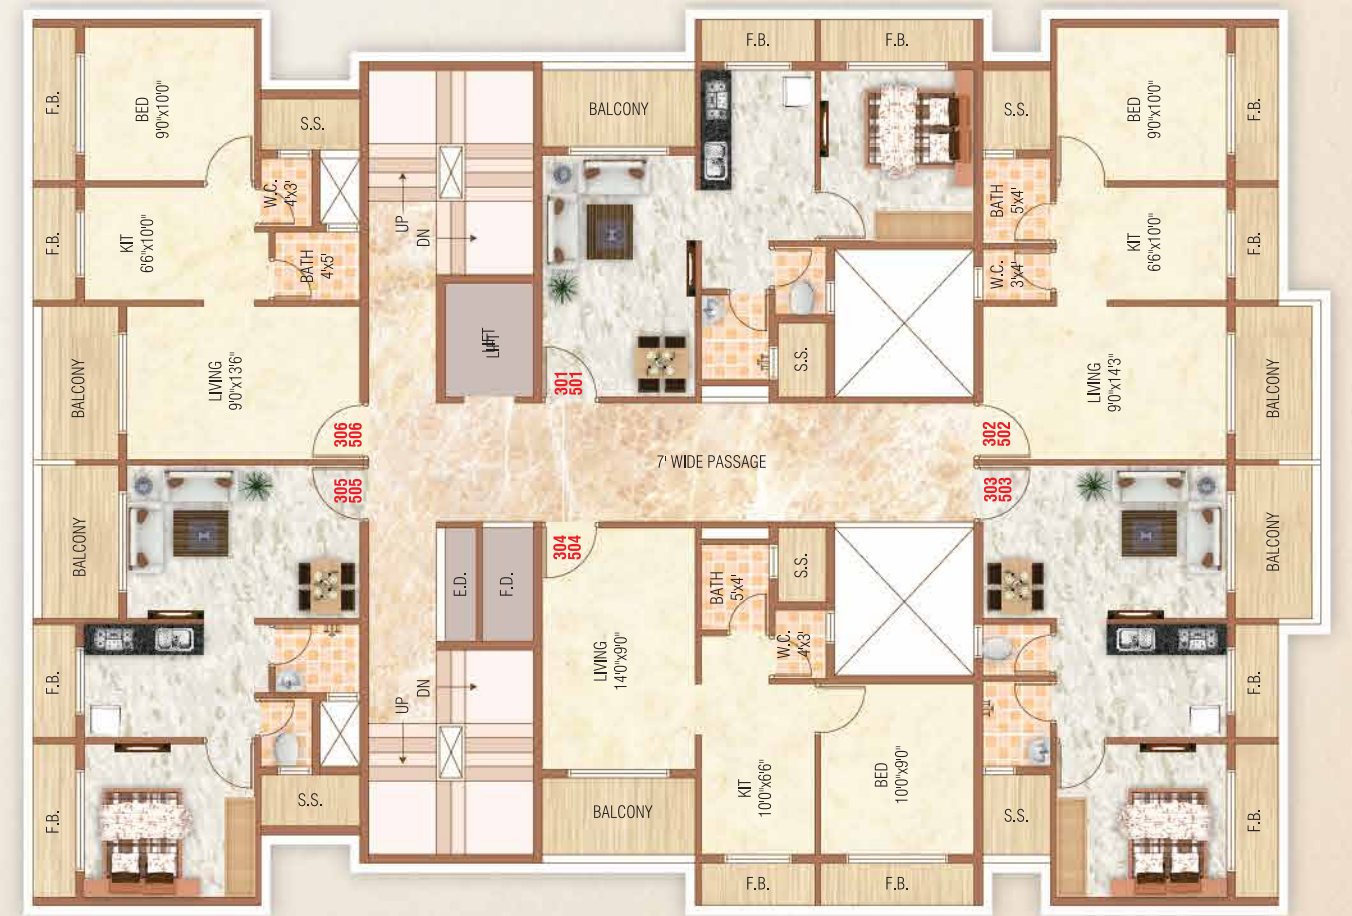 F.B.
F.B.
BED
9'0"x10'0"
F.B.
S.S.
BALCONY
S.S.
BED
9'0"x10'0"
F.B.
W.C.
4'x3'
UP
DN
BATH
5'x4'
F.B.
KIT
6'6"x10'0"
BATH
4'x5'
W.C.
3'x4'
KIT
6'6"x10'0"
F.B.
LIFT
S.S.
BALCONY
LIVING
9'0"x13'6"
301
501
LIVING
9'0"x14'3"
BALCONY
306
506
302
502
7' WIDE PASSAGE
305
505
303
503
BALCONY
304
504
BALCONY
E.D.
F.D.
BATH
5'x4'
S.S.
LIVING
14'0"x9'0"
W.C.
4'x3'
F.B.
DN
UP
F.B.
KIT
10'0"x6'6"
BED
10'0"x9'0"
F.B.
S.S.
BALCONY
S.S.
F.B.
F.B.
F.B.